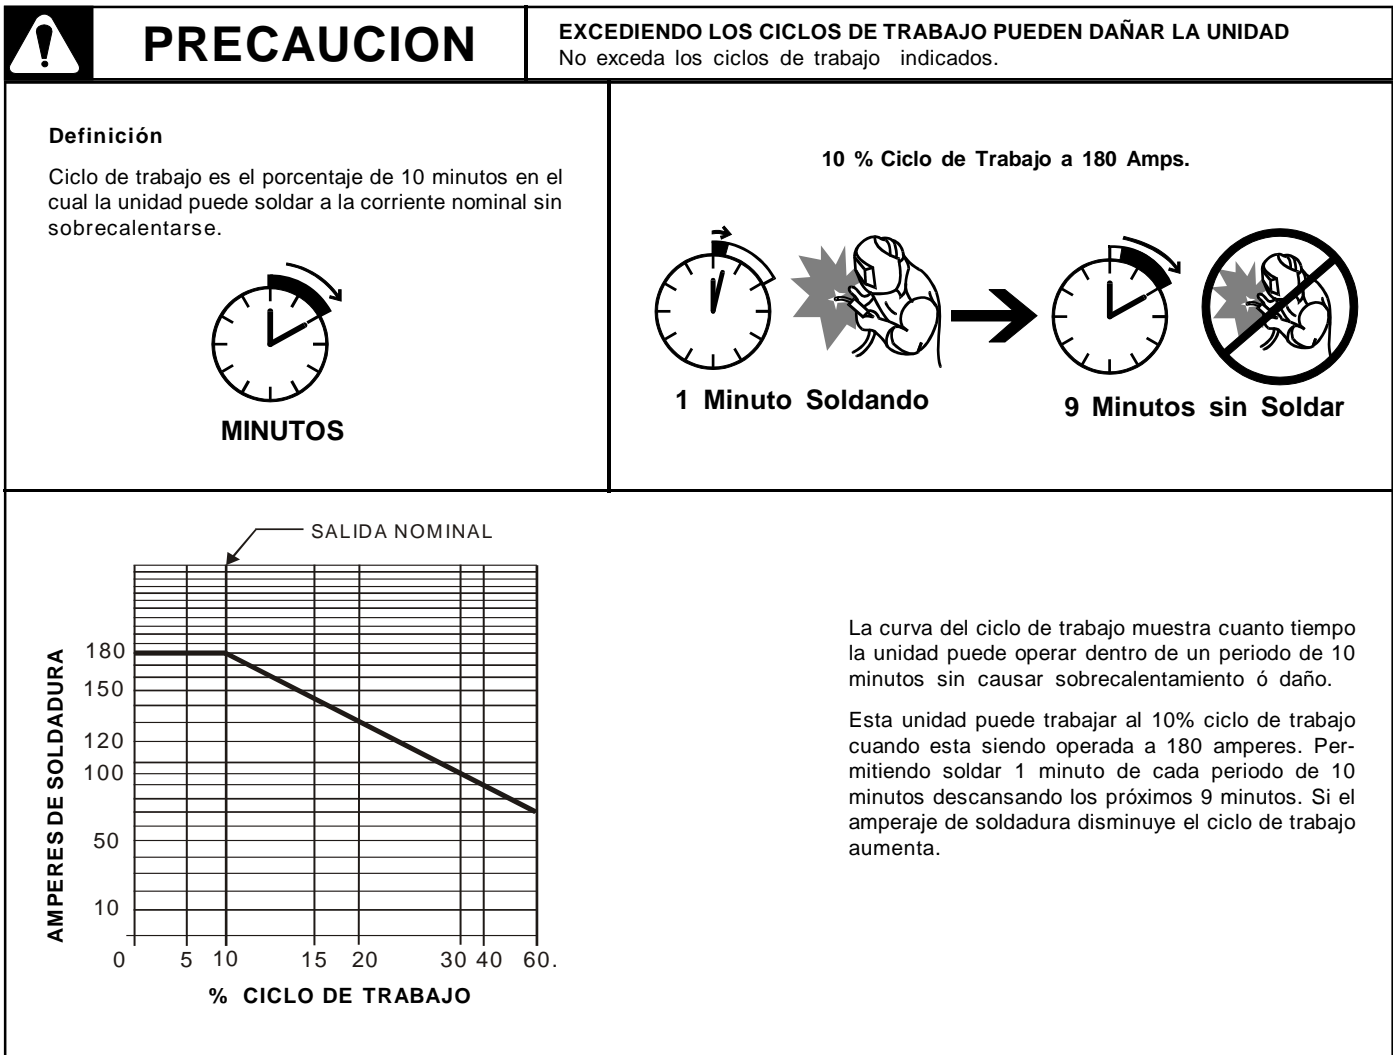 PRECAUCION
EXCEDIENDO LOS CICLOS DE TRABAJO PUEDEN DAÑAR LA UNIDAD
No exceda los ciclos de trabajo indicados.
Definición
Ciclo de trabajo es el porcentaje de 10 minutos en el
cual la unidad puede soldar a la corriente nominal sin
sobrecalentarse.
MINUTOS
10 % Ciclo de Trabajo a 180 Amps.
1 Minuto Soldando
9 Minutos sin Soldar
SALIDA NOMINAL
AMPERES DE SOLDADURA
180
150
120
100
50
10
0 5 10 15 20 30 40 60.
% CICLO DE TRABAJO
La curva del ciclo de trabajo muestra cuanto tiempo
la unidad puede operar dentro de un periodo de 10
minutos sin causar sobrecalentamiento ó daño.
Esta unidad puede trabajar al 10% ciclo de trabajo
cuando esta siendo operada a 180 amperes. Per-
mitiendo soldar 1 minuto de cada periodo de 10
minutos descansando los próximos 9 minutos. Si el
amperaje de soldadura disminuye el ciclo de trabajo
aumenta.